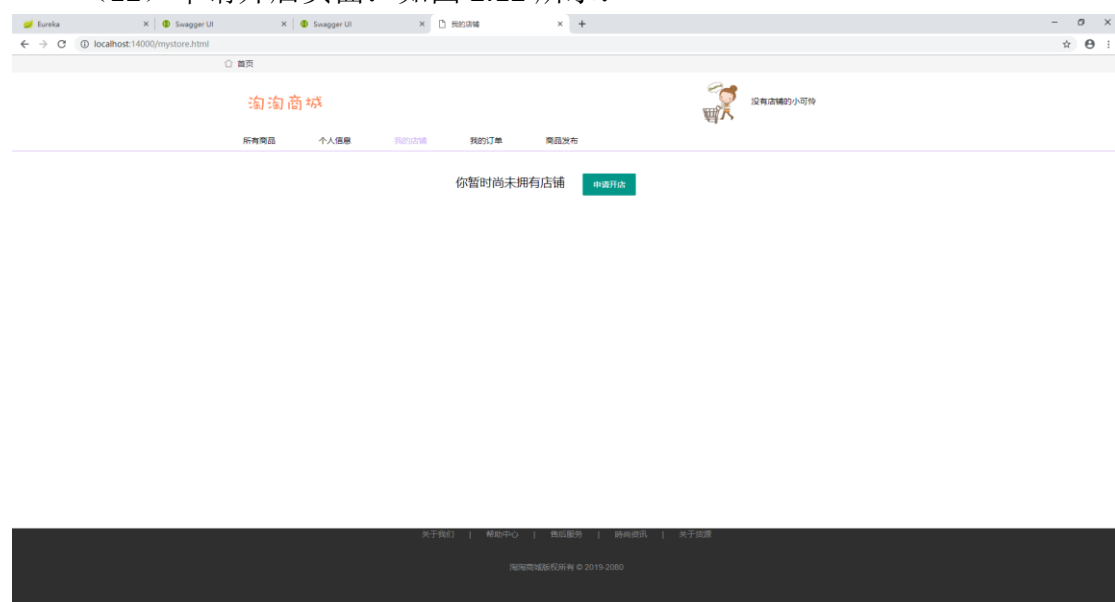 Eureka Swagger UI Swagger UI 我的店铺
localhost:14000/mystore.html
首页
淘淘商城 没有店铺的小可怜
所有商品 个人信息 我的店铺 我的订单 商品发布
你暂时尚未拥有店铺 申请开店
关于我们 | 帮助中心 | 售后服务 | 时尚资讯 | 关于货源
淘淘商城版权所有 © 2019-2080